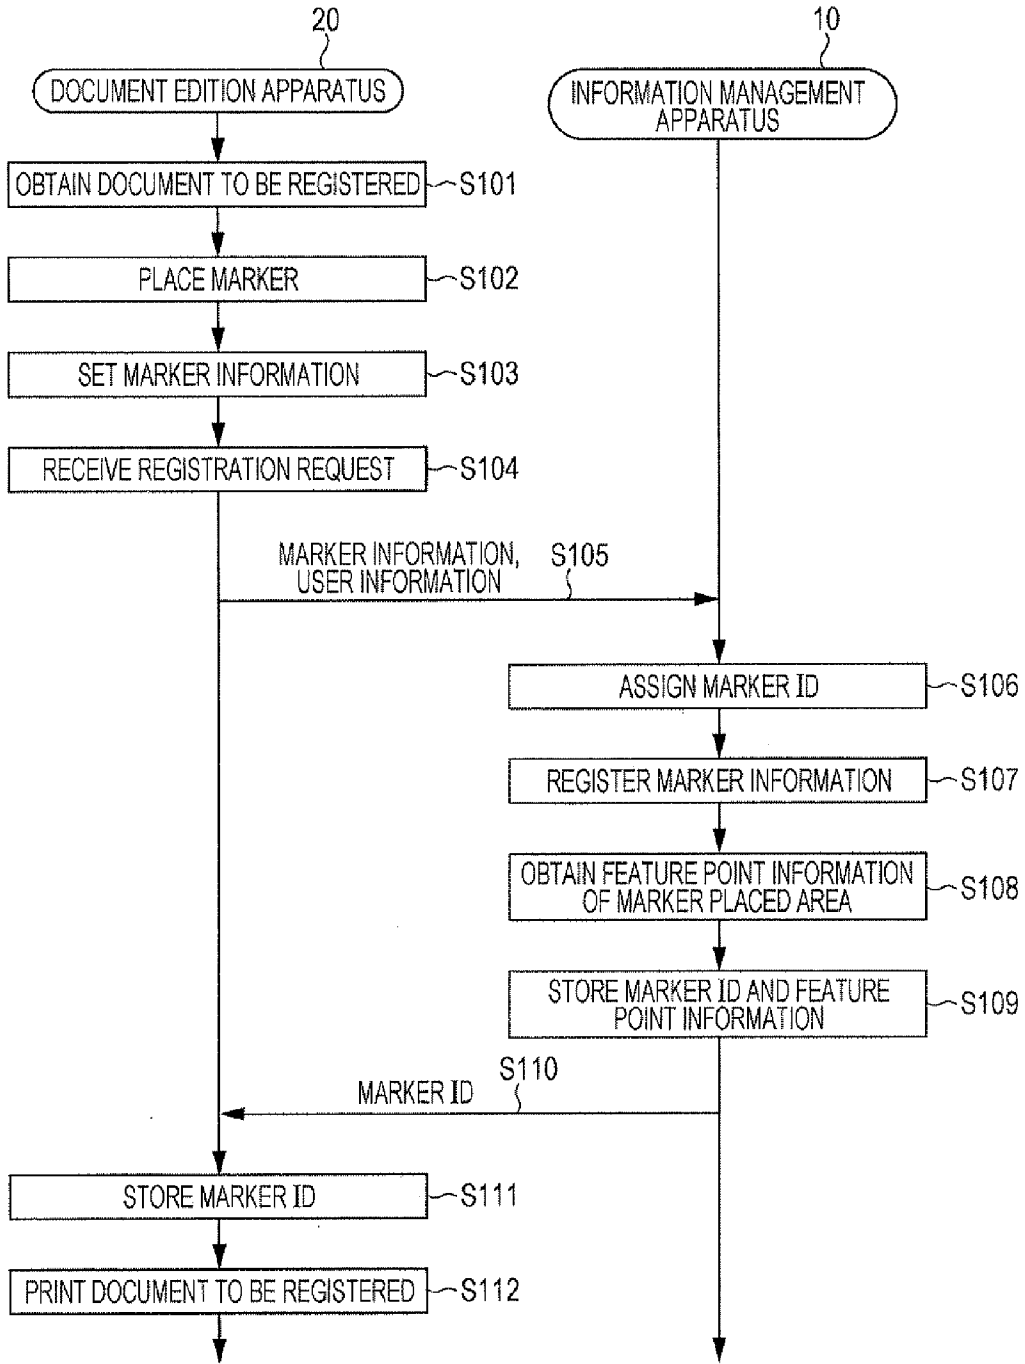 20
10
DOCUMENT EDITION APPARATUS
INFORMATION MANAGEMENT
APPARATUS
OBTAIN DOCUMENT TO BE REGISTERED
S101
PLACE MARKER
S102
SET MARKER INFORMATION
S103
RECEIVE REGISTRATION REQUEST
S104
MARKER INFORMATION,
USER INFORMATION
S105
ASSIGN MARKER ID
S106
REGISTER MARKER INFORMATION
S107
OBTAIN FEATURE POINT INFORMATION
OF MARKER PLACED AREA
S108
STORE MARKER ID AND FEATURE
POINT INFORMATION
S109
S110
MARKER ID
STORE MARKER ID
S111
PRINT DOCUMENT TO BE REGISTERED
S112